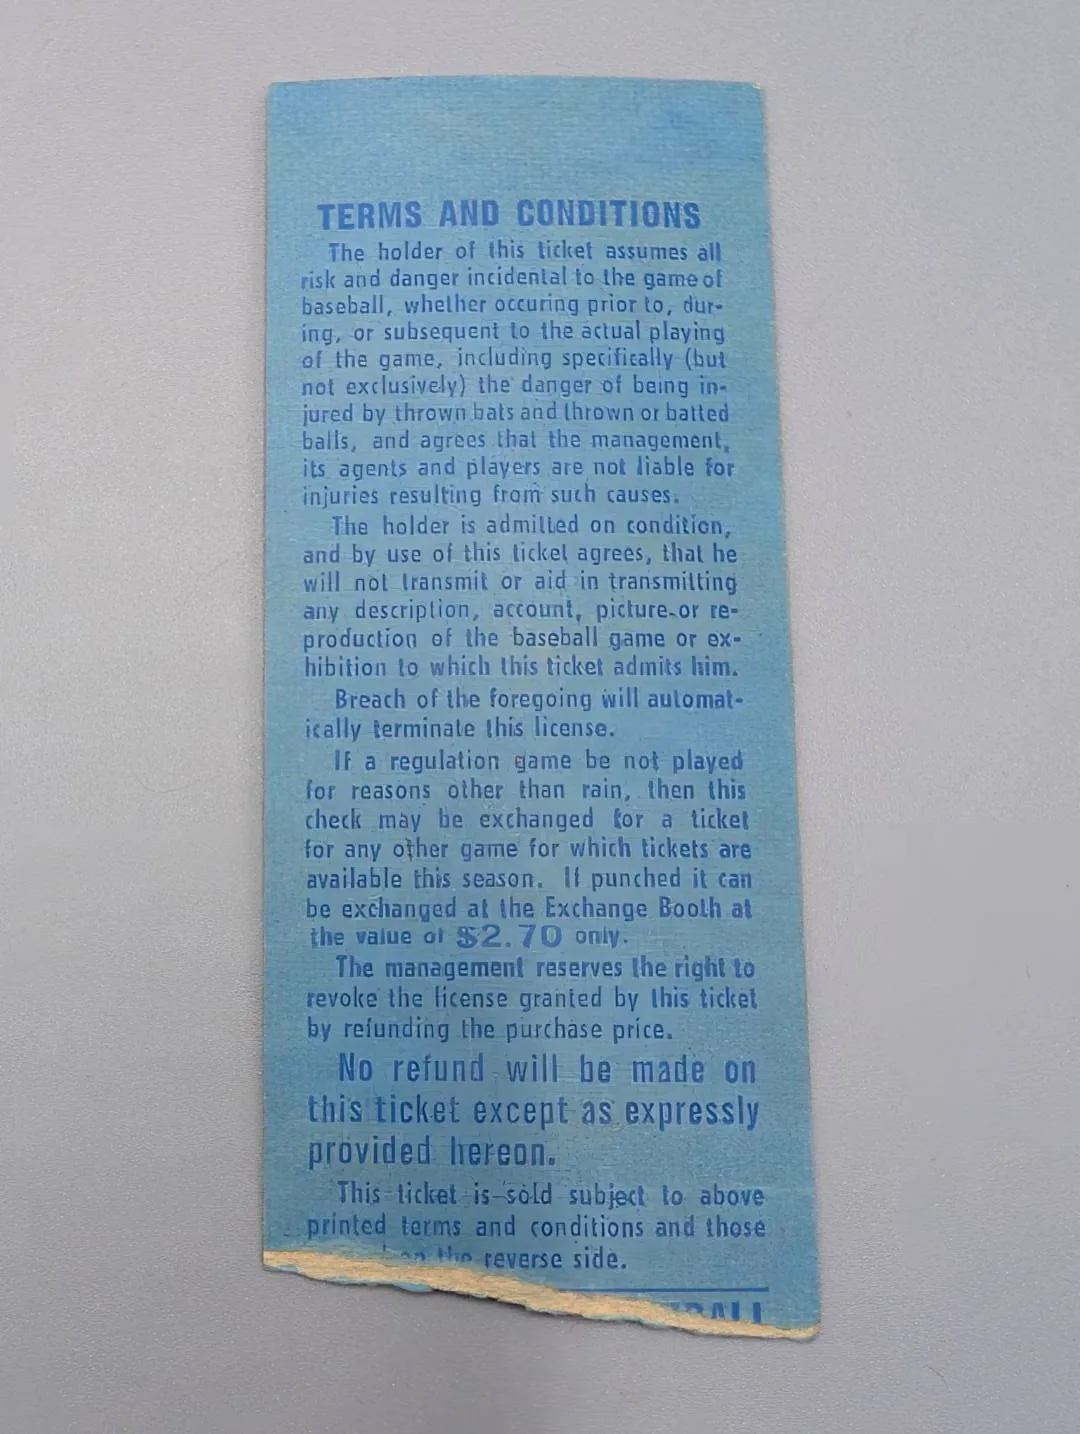 TERMS AND CONDITIONS
The holder of this ticket assumes all
risk and danger incidental to the game of
baseball, whether occuring prior to, dur-
ing, or subsequent to the actual playing
of the game, including specifically (but
not exclusively) the danger of being in-
jured by thrown bats and thrown or batted
balls, and agrees that the management,
its agents and players are not liable for
injuries resulting from such causes.
The holder is admitted on condition,
and by use of this ticket agrees, that he
will not transmit or aid in transmitting
any description, account, picture or re-
production of the baseball game or ex-
hibition to which this ticket admits him.
Breach of the foregoing will automat-
ically terminate this license.
If a regulation game be not played
for reasons other than rain, then this
check may be exchanged for a ticket
for any other game for which tickets are
available this season. If punched it can
be exchanged at the Exchange Booth at
the value of $2.70 only.
The management reserves the right to
revoke the license granted by this ticket
by refunding the purchase price.
No refund will be made on
this ticket except as expressly
provided hereon.
This ticket is sold subject to above
printed terms and conditions and those
the reverse side.